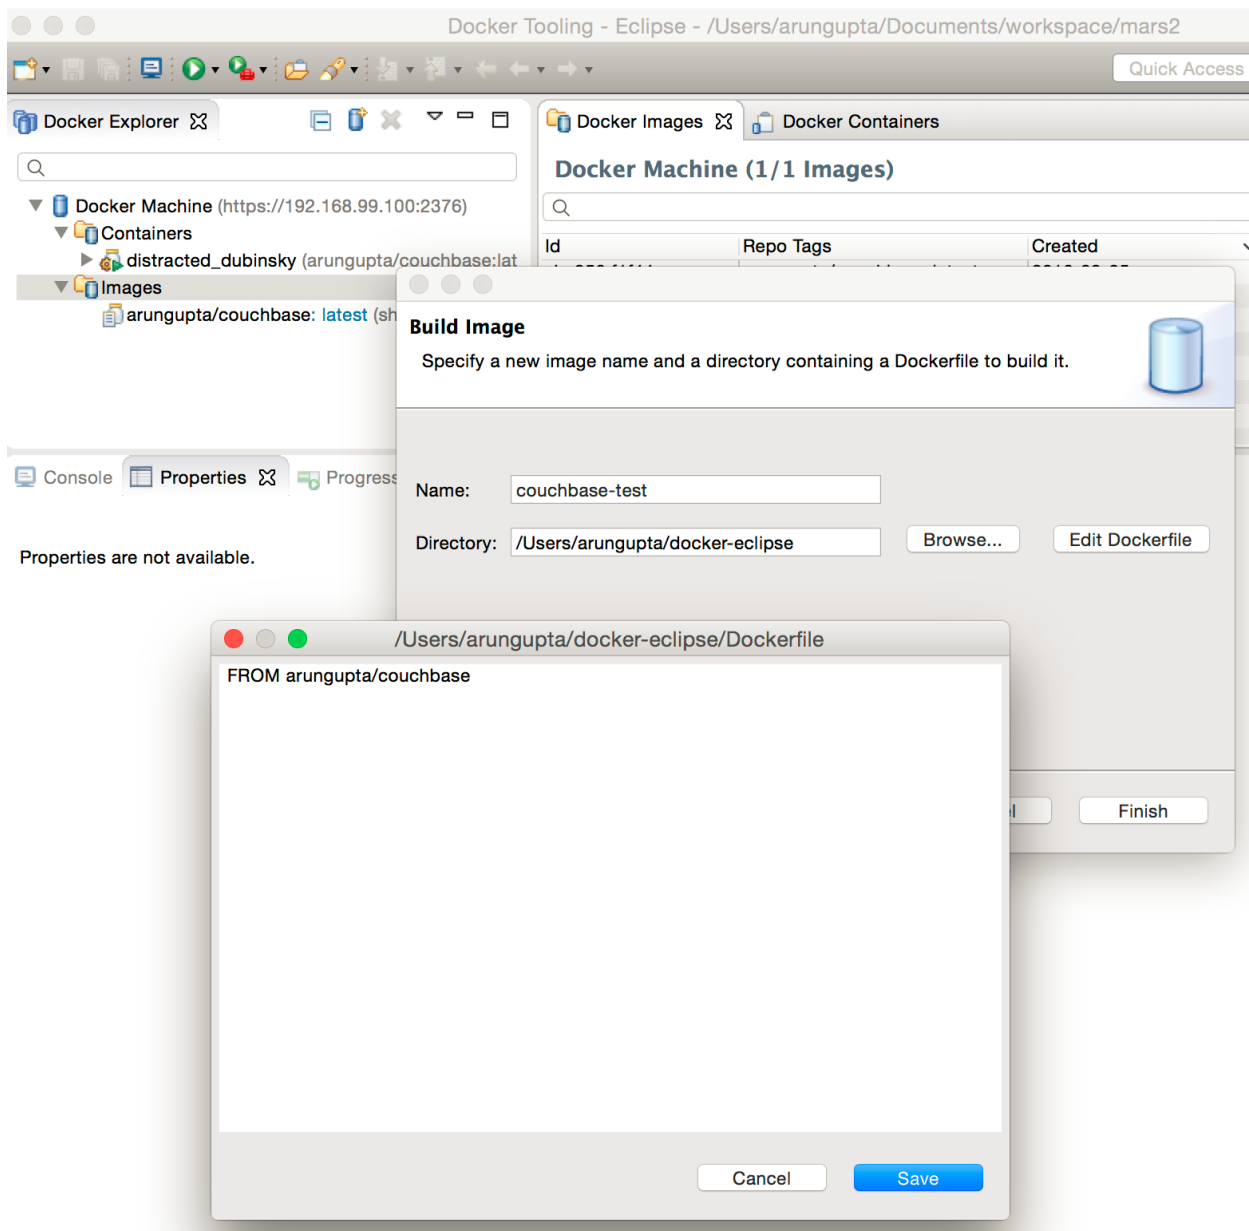 Docker Tooling - Eclipse - /Users/arungupta/Documents/workspace/mars2
Quick Access
Docker Explorer
Docker Images
Docker Containers
Docker Machine (1/1 Images)
Docker Machine (https://192.168.99.100:2376)
Containers
distracted_dubinsky (arungupta/couchbase:lat
Images
arungupta/couchbase: latest (sh
Id
Repo Tags
Created
Build Image
Specify a new image name and a directory containing a Dockerfile to build it.
Console
Properties
Progress
Properties are not available.
Name:
couchbase-test
Directory:
/Users/arungupta/docker-eclipse
Browse...
Edit Dockerfile
Finish
/Users/arungupta/docker-eclipse/Dockerfile
FROM arungupta/couchbase
Cancel
Save